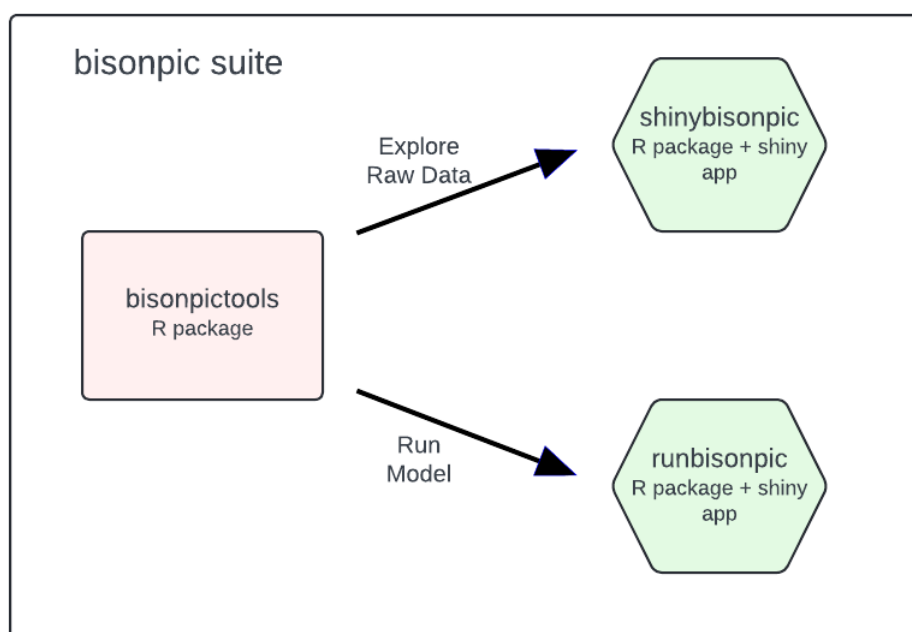 bisonpic suite
shinybisonpic
R package + shiny
app
Explore
Raw Data
bisonpictools
R package
Run
Model
runbisonpic
R package + shiny
app